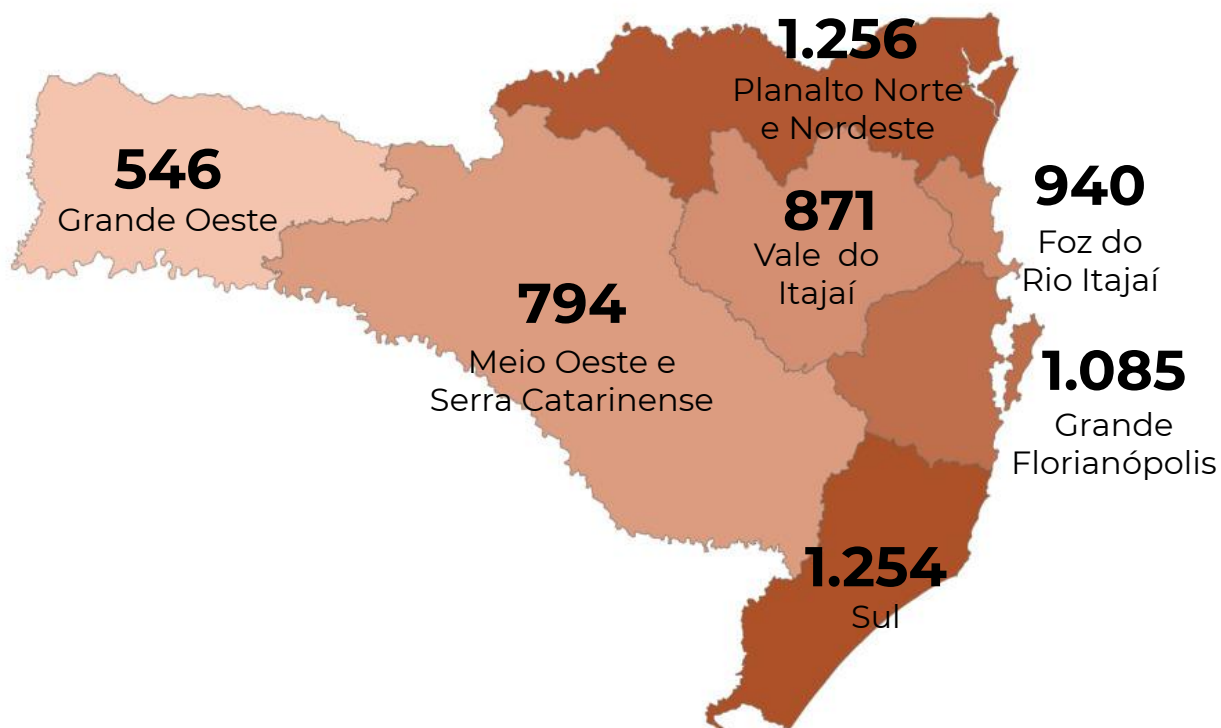 1.256
Planalto Norte
e Nordeste
546
Grande Oeste
871
Vale do
Itajaí
940
Foz do
Rio Itajaí
794
Meio Oeste e
Serra Catarinense
1.085
Grande
Florianópolis
1.254
Sul